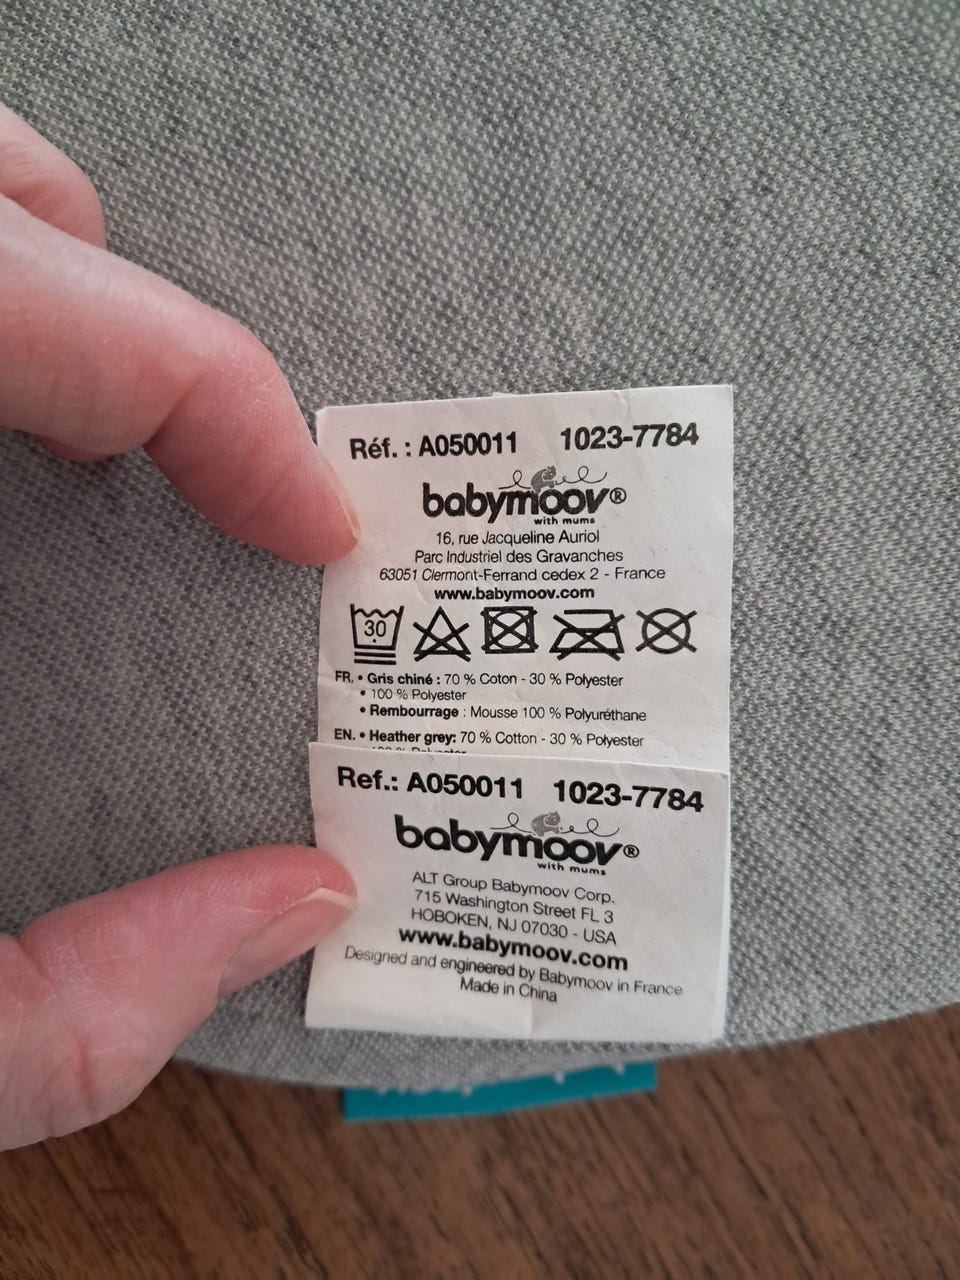 Réf. : A050011 1023-7784
babymoov®
with mums
16, rue Jacqueline Auriol
Parc Industriel des Gravanches
63051 Clermont-Ferrand cedex 2 - France
www.babymoov.com
30
FR. • Gris chiné : 70 % Coton - 30 % Polyester
• 100 % Polyester
• Rembourrage : Mousse 100 % Polyuréthane
EN. • Heather grey: 70 % Cotton - 30 % Polyester
Ref.: A050011 1023-7784
babymoov®
with mums
ALT Group Babymoov Corp.
715 Washington Street FL 3
HOBOKEN, NJ 07030 - USA
www.babymoov.com
Designed and engineered by Babymoov in France
Made in China